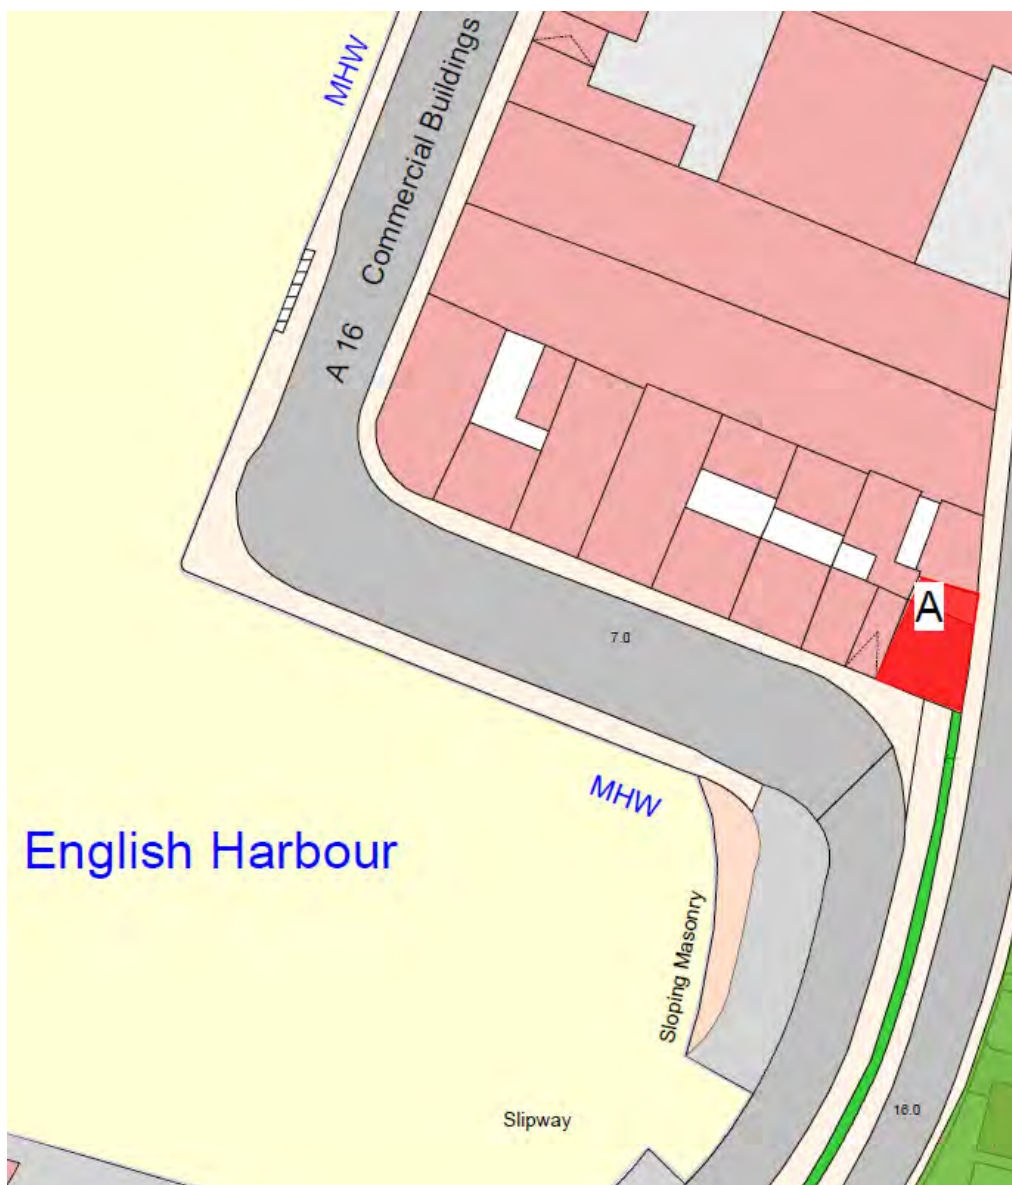 MHW
Commercial Buildings
A 16
A
7.0
MHW
English Harbour
Sloping Masonry
16.0
Slipway